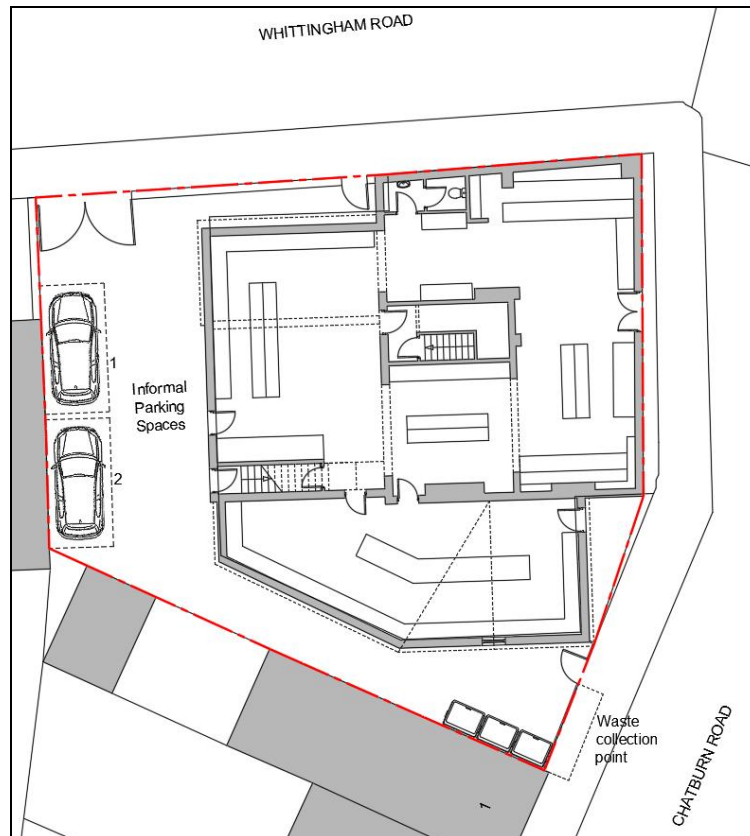 WHITTINGHAM ROAD
1
Informal
Parking
Spaces
2
Waste
collection
point
1
CHATBURN ROAD